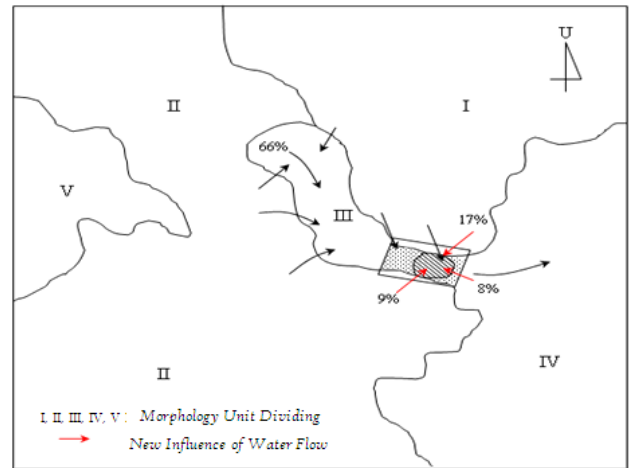 U
II
I
66%
V
III
17%
9%
8%
IV
II
I, II, III, IV, V : Morphology Unit Dividing
New Influence of Water Flow